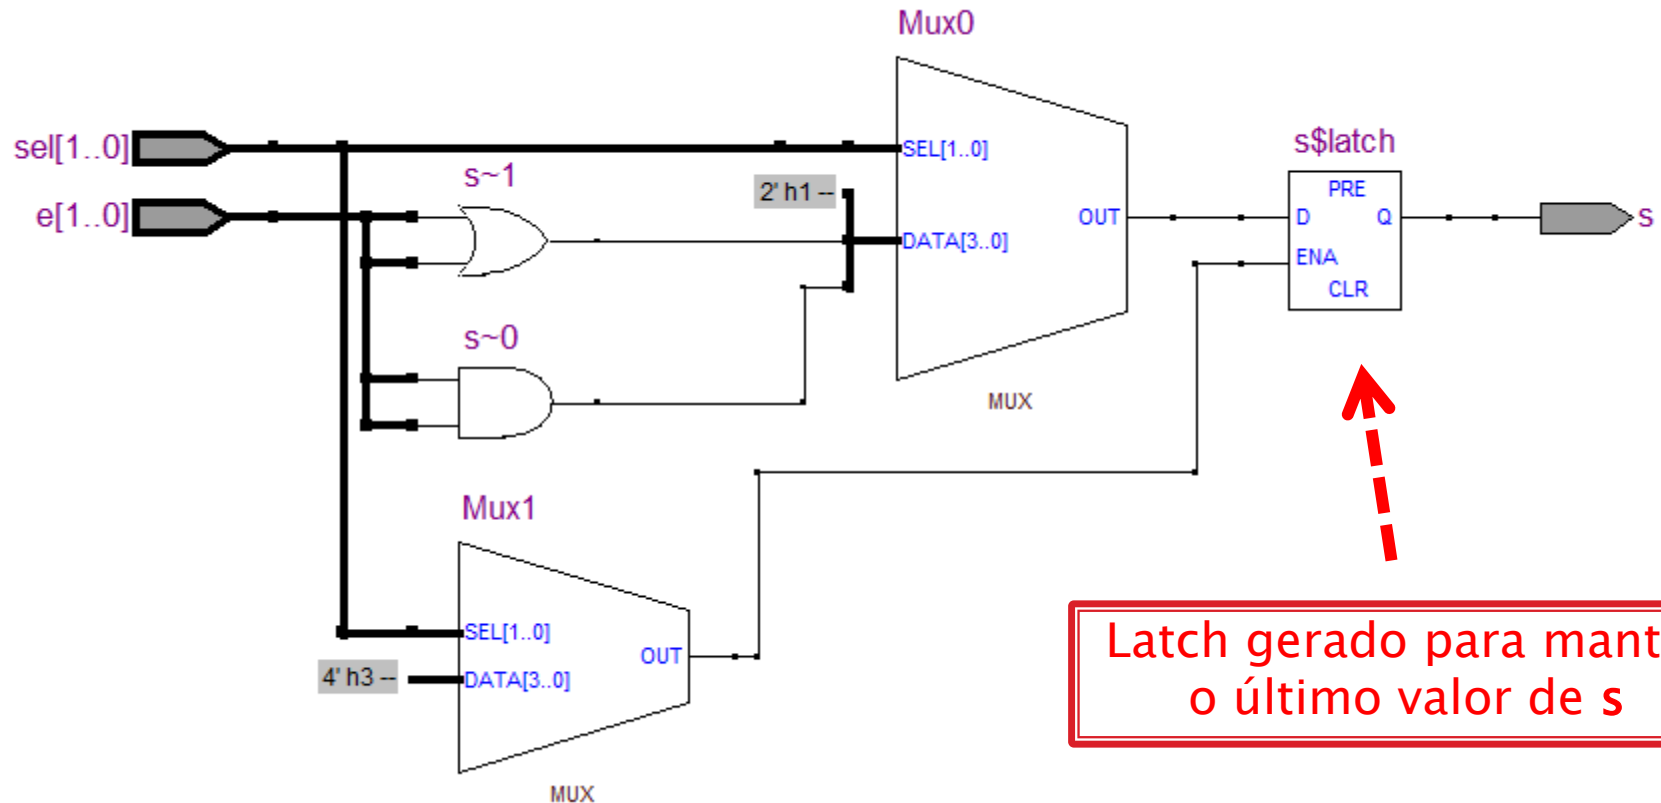 Mux0
sel[1..0]
SEL[1..0]
s$latch
s~1
2' h1 --
PRE
e[1..0]
OUT
D
Q
s
DATA[3..0]
ENA
CLR
s~0
MUX
Mux1
SEL[1..0]
OUT
4' h3 --
DATA[3..0]
MUX
Latch gerado para mant
o último valor de s